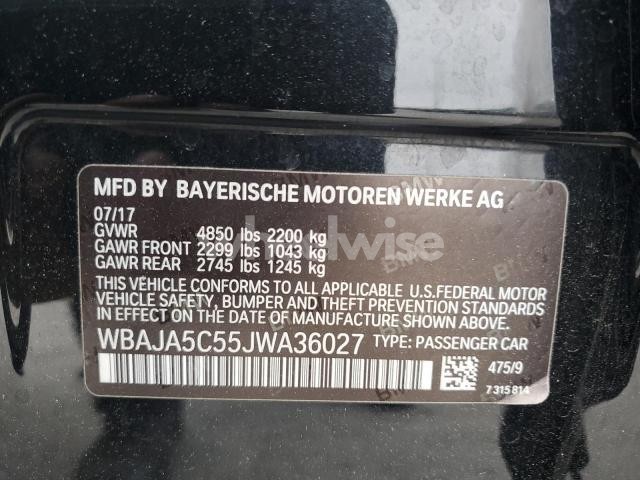 MFD BY BAYERISCHE MOTOREN WERKE AG
07/17
GVWR 4850 lbs 2200 kg
GAWR FRONT 2299 lbs 1043 kg
GAWR REAR 2745 lbs 1245 kg
THIS VEHICLE CONFORMS TO ALL APPLICABLE U.S.FEDERAL MOTOR
VEHICLE SAFETY, BUMPER AND THEFT PREVENTION STANDARDS
IN EFFECT ON THE DATE OF MANUFACTURE SHOWN ABOVE.
WBAJA5C55JWA36027 TYPE: PASSENGER CAR
475/9
7 315 814